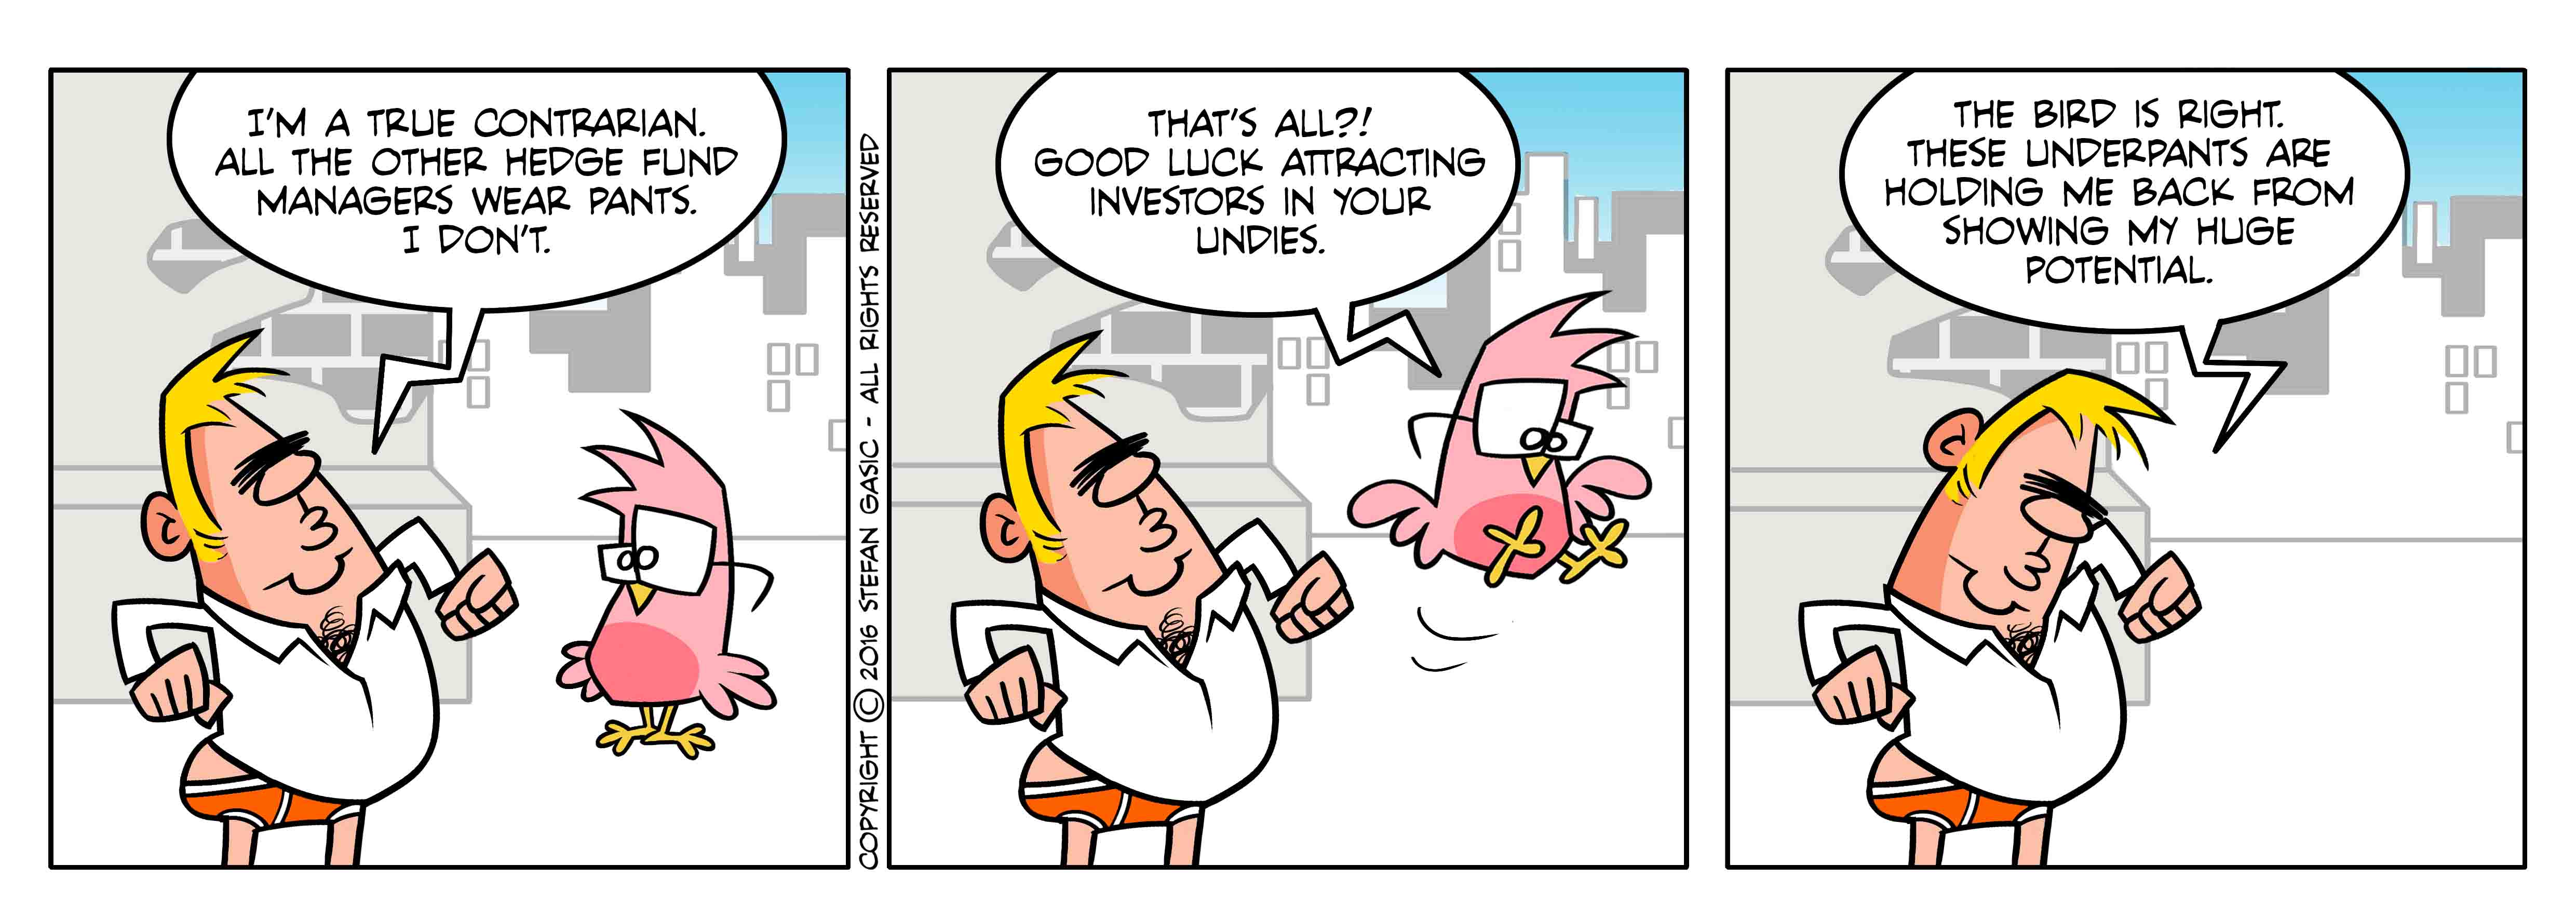 I'M A TRUE CONTRARIAN.
ALL THE OTHER HEDGE FUND
MANAGERS WEAR PANTS.
I DON'T.
COPYRIGHT © 2016 STEFAN GASIC - ALL RIGHTS RESERVED
THAT'S ALL?!
GOOD LUCK ATTRACTING
INVESTORS IN YOUR
UNDIES.
THE BIRD IS RIGHT.
THESE UNDERPANTS ARE
HOLDING ME BACK FROM
SHOWING MY HUGE
POTENTIAL.